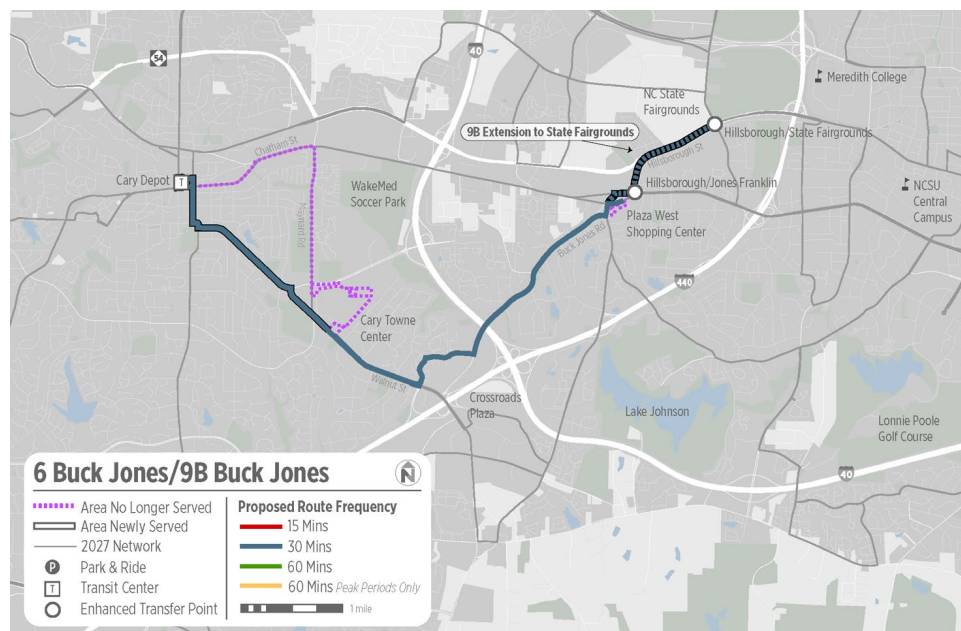 54
40
Meredith College
NC State
Fairgrounds
9B Extension to State Fairgrounds
Hillsborough/State Fairgrounds
Chatham St
Hillsborough St
Cary Depot
T
WakeMed
Soccer Park
Hillsborough/Jones Franklin
NCSU
Central
Campus
Maynard Rd
Plaza West
Shopping Center
Buck Jones Rd
440
Cary Towne
Center
Walnut St
Crossroads
Plaza
Lake Johnson
Lonnie Poole
Golf Course
40
6 Buck Jones/9B Buck Jones
N
Area No Longer Served
Area Newly Served
2027 Network
P Park & Ride
T Transit Center
Enhanced Transfer Point
Proposed Route Frequency
15 Mins
30 Mins
60 Mins
60 Mins Peak Periods Only
1 mile